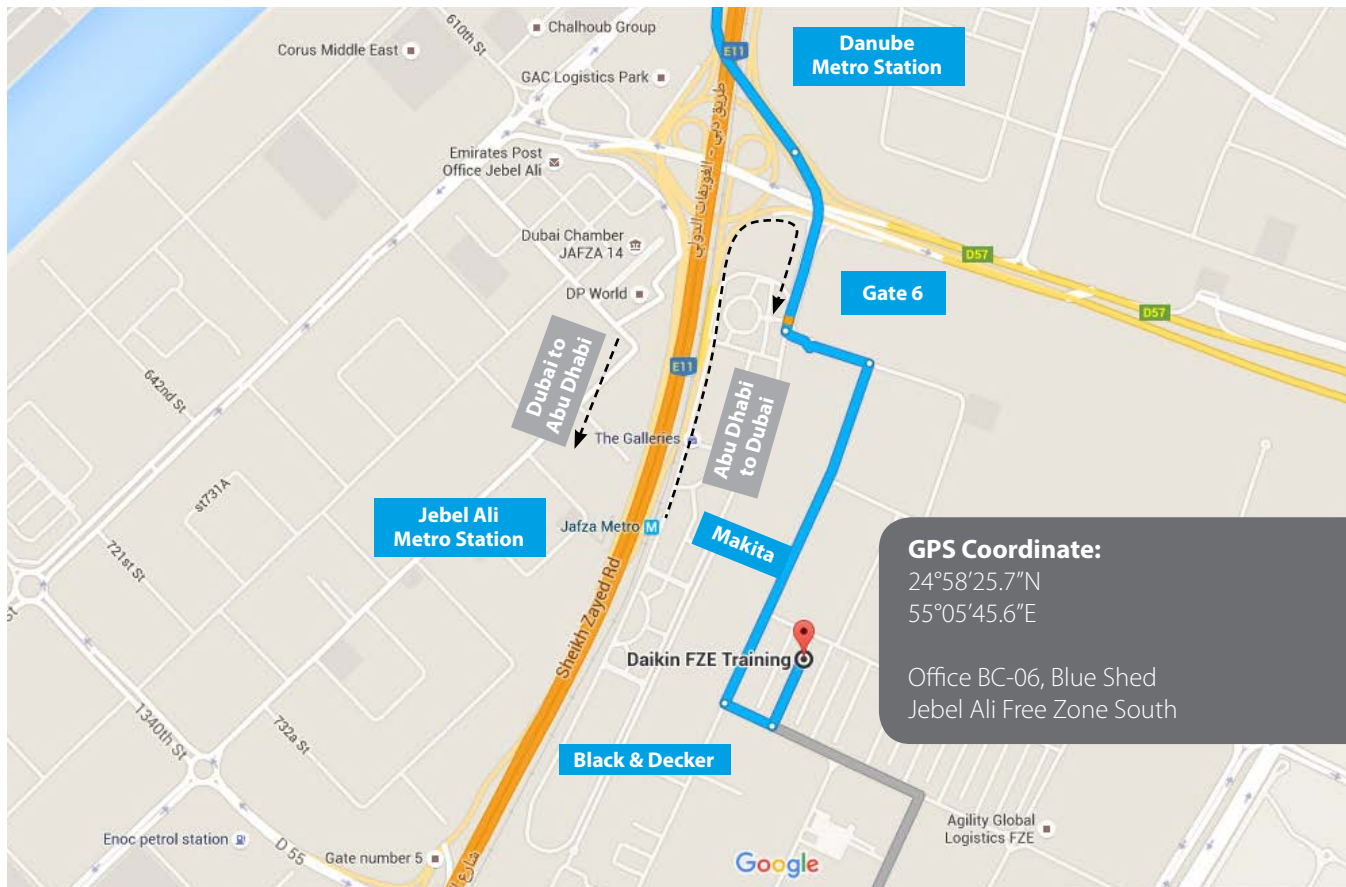 610th St
Chalhoub Group
Corus Middle East
E11
Danube
Metro Station
GAC Logistics Park
طريق دبي - الغويفات الدولي
Emirates Post
Office Jebel Ali
Dubai Chamber
JAFZA 14
D57
DP World
Gate 6
D57
Dubai to
Abu Dhabi
E11
642nd St
Abu Dhabi
to Dubai
The Galleries
st731A
Jebel Ali
Metro Station
Jafza Metro
M
Makita
721st St
Sheikh Zayed Rd
GPS Coordinate:
24°58’25.7”N
55°05’45.6”E
Office BC-06, Blue Shed
Jebel Ali Free Zone South
Daikin FZE Training
1340th St
732a St
Black & Decker
Enoc petrol station
D 55
Gate number 5
Agility Global
Logistics FZE
Google